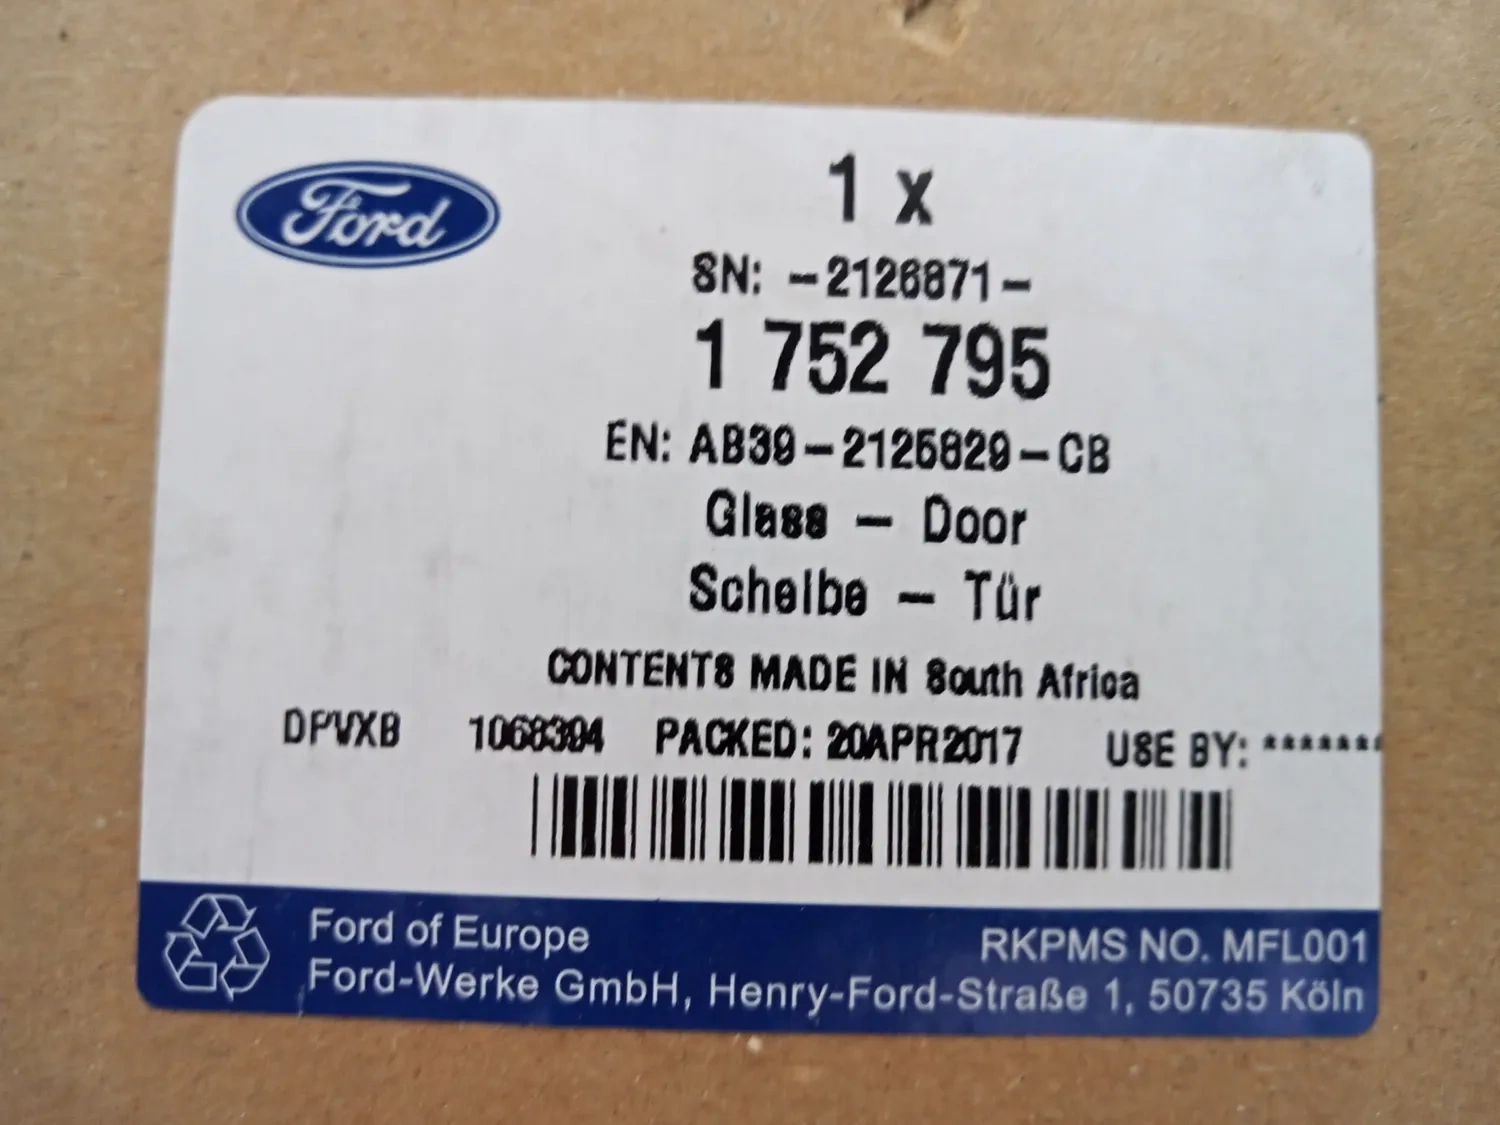 Ford
1 x
SN: -2126871-
1 752 795
EN: AB39-2125829-CB
Glass - Door
Scheibe - Tür
CONTENTS MADE IN South Africa
DPVXB 1068394 PACKED: 20APR2017 USE BY: *******
Ford of Europe
RKPMS NO. MFL001
Ford-Werke GmbH, Henry-Ford-Straße 1, 50735 Köln